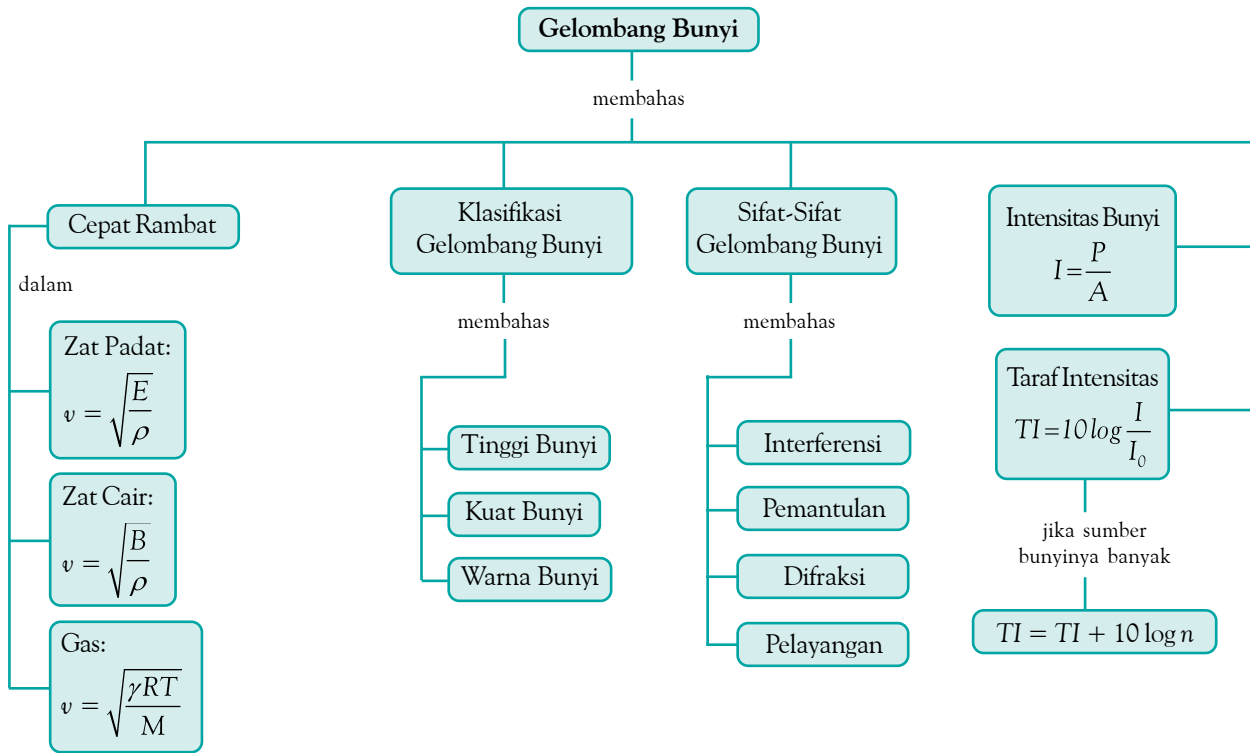 Gelombang Bunyi
membahas
Cepat Rambat
dalam
Zat Padat:
v = √(E/ρ)
Zat Cair:
v = √(B/ρ)
Gas:
v = √(γRT/M)
Klasifikasi
Gelombang Bunyi
membahas
Tinggi Bunyi
Kuat Bunyi
Warna Bunyi
Sifat-Sifat
Gelombang Bunyi
membahas
Interferensi
Pemantulan
Difraksi
Pelayangan
Intensitas Bunyi
I = P/A
Taraf Intensitas
TI = 10 log I/I₀
jika sumber
bunyinya banyak
TI = TI + 10 log n